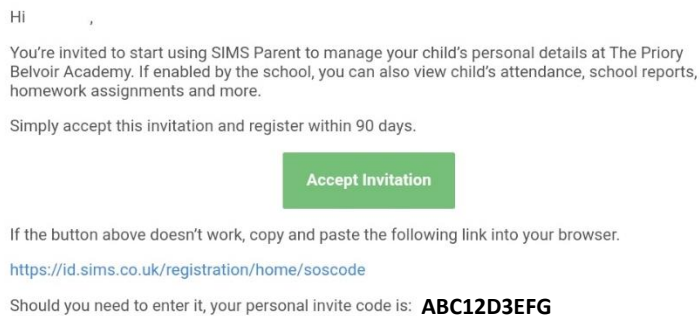 Hi ,
You’re invited to start using SIMS Parent to manage your child’s personal details at The Priory
Belvoir Academy. If enabled by the school, you can also view child’s attendance, school reports,
homework assignments and more.
Simply accept this invitation and register within 90 days.
Accept Invitation
If the button above doesn’t work, copy and paste the following link into your browser.
https://id.sims.co.uk/registration/home/soscode
Should you need to enter it, your personal invite code is: ABC12D3EFG